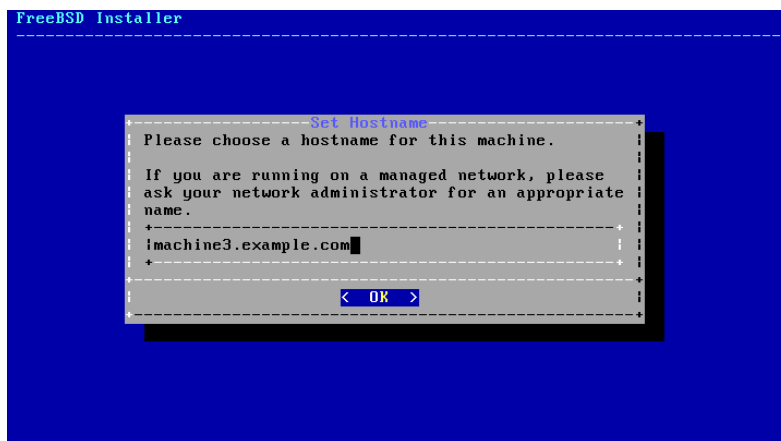 FreeBSD Installer
Set Hostname
Please choose a hostname for this machine.
If you are running on a managed network, please
ask your network administrator for an appropriate
name.
machine3.example.com
< OK >